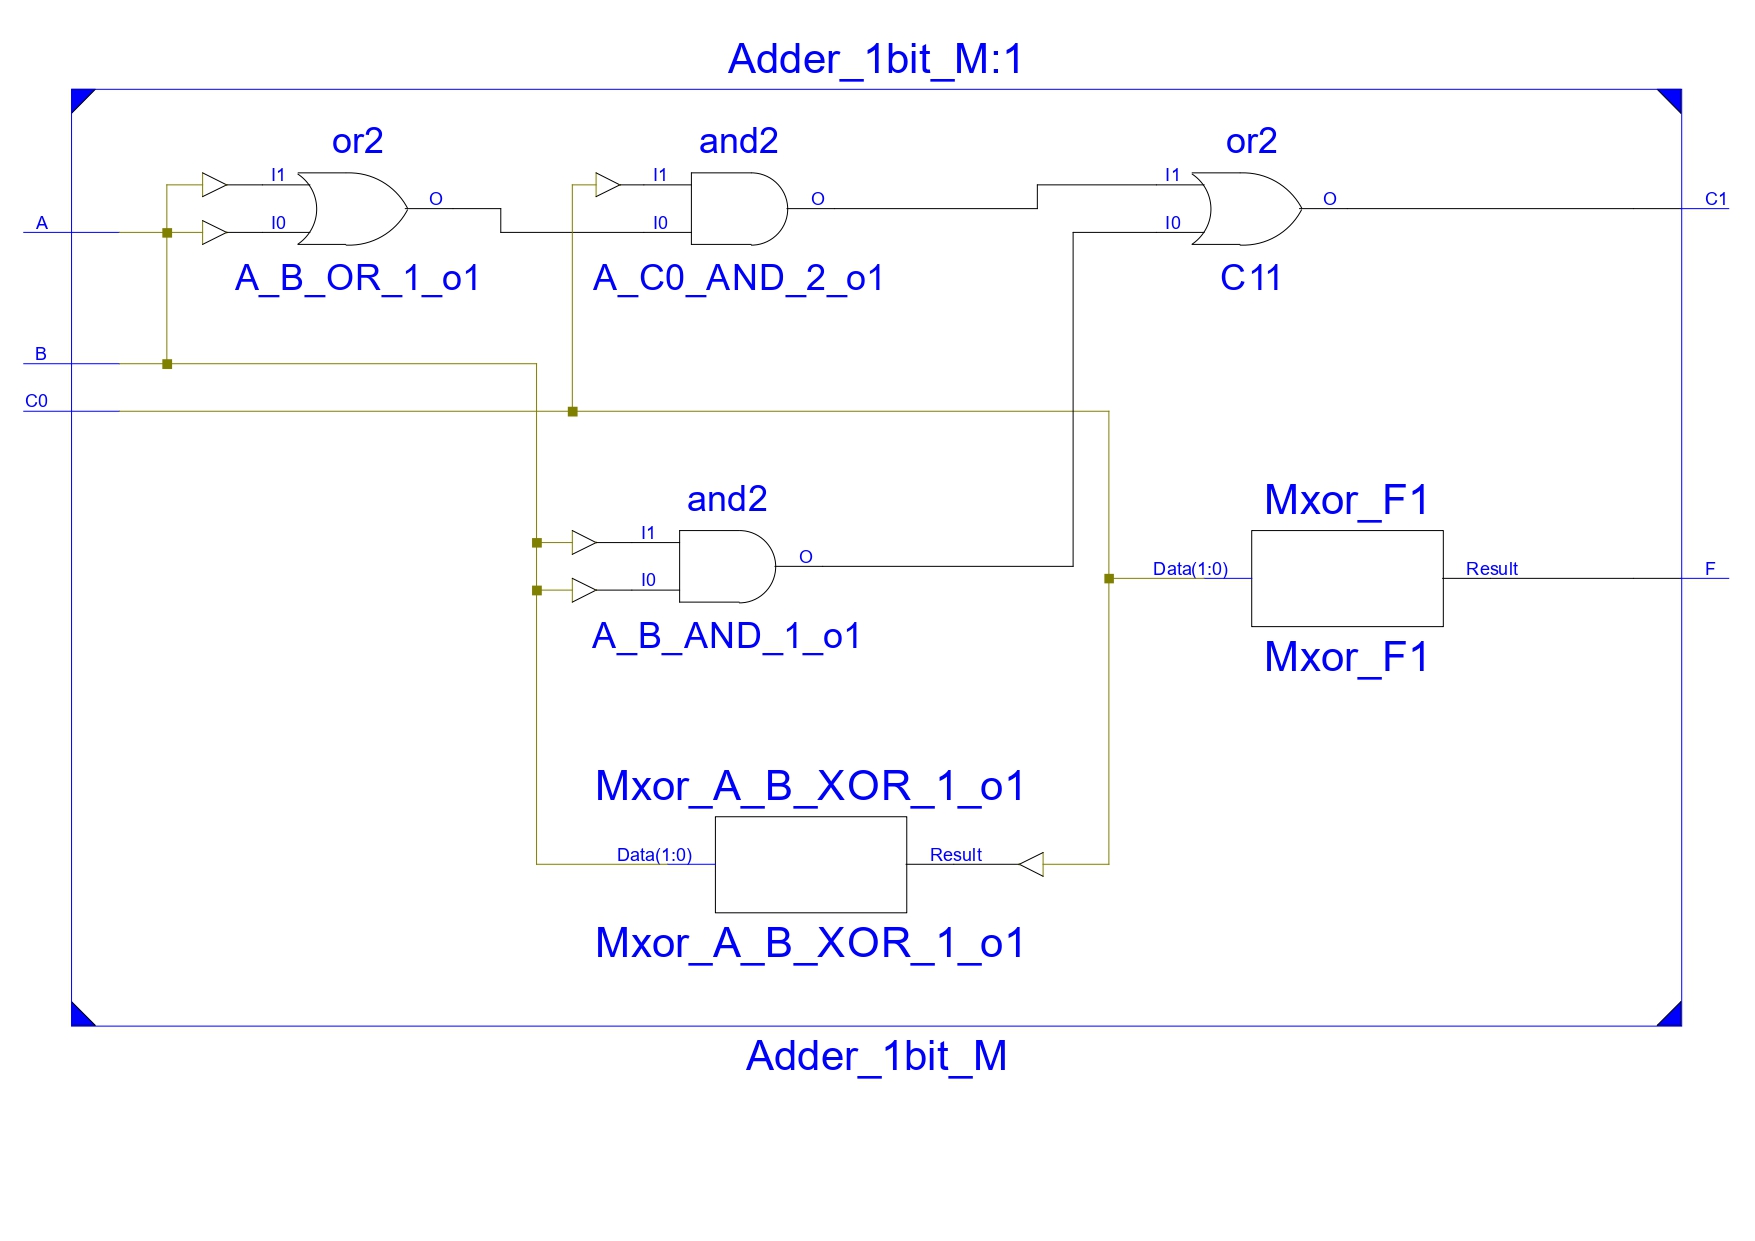 Adder_1bit_M:1
or2
and2
or2
I1
I1
I1
O
O
O
C1
A
I0
I0
I0
A_B_OR_1_o1
A_C0_AND_2_o1
C11
B
C0
and2
Mxor_F1
I1
O
Data(1:0)
Result
F
I0
A_B_AND_1_o1
Mxor_F1
Mxor_A_B_XOR_1_o1
Data(1:0)
Result
Mxor_A_B_XOR_1_o1
Adder_1bit_M